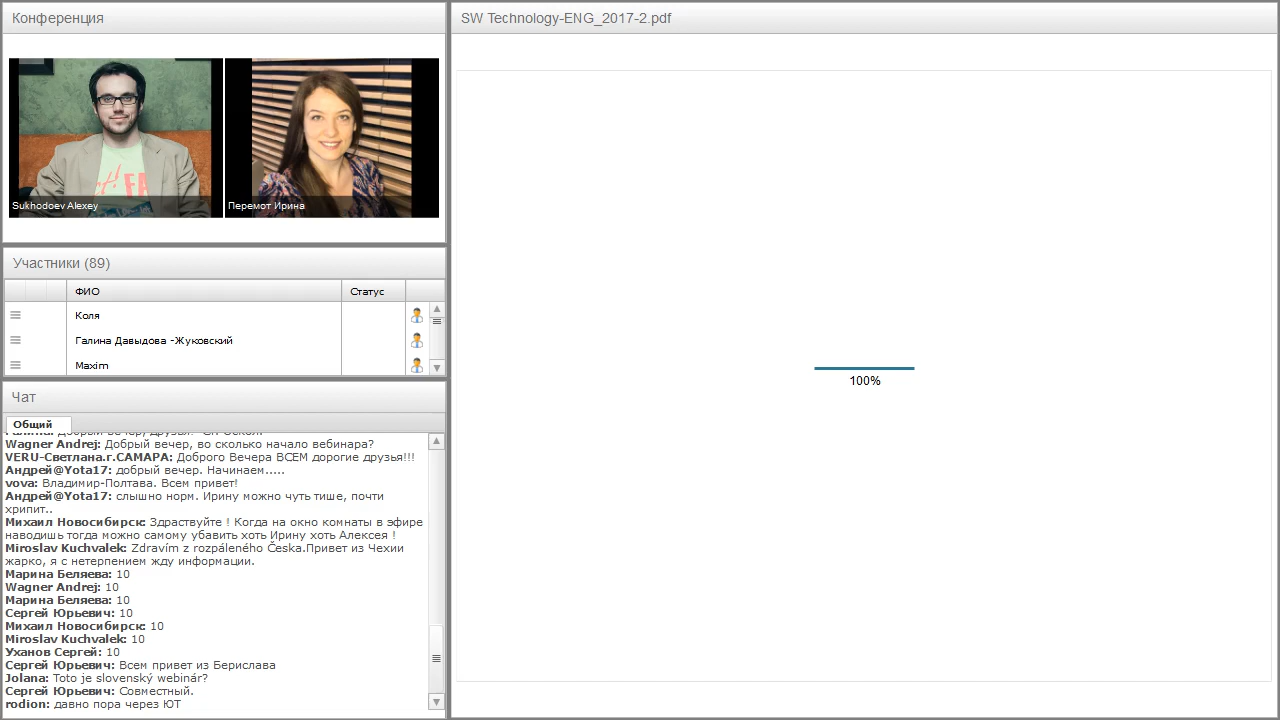 Конференция
Sukhodoev Alexey
Перемот Ирина
Участники (89)
ФИО
Статус
Коля
Галина Давыдова -Жуковский
Maxim
Чат
Общий
Wagner Andrej: Добрый вечер, во сколько начало вебинара?
VERU-Светлана.г.САМАРА: Доброго Вечера ВСЕМ дорогие друзья!!!
Андрей@Yota17: добрый вечер. Начинаем.....
vova: Владимир-Полтава. Всем привет!
Андрей@Yota17: слышно норм. Ирину можно чуть тише, почти
хрипит..
Михаил Новосибирск: Здраствуйте ! Когда на окно комнаты в эфире
наводишь тогда можно самому убавить хоть Ирину хоть Алексея !
Miroslav Kuchvalek: Zdravím z rozpáleného Česka.Привет из Чехии
жарко, я с нетерпением жду информации.
Марина Беляева: 10
Wagner Andrej: 10
Марина Беляева: 10
Сергей Юрьевич: 10
Михаил Новосибирск: 10
Miroslav Kuchvalek: 10
Уханов Сергей: 10
Сергей Юрьевич: Всем привет из Берислава
Jolana: Toto je slovenský webinár?
Сергей Юрьевич: Совместный.
rodion: давно пора через ЮТ
SW Technology-ENG_2017-2.pdf
100%